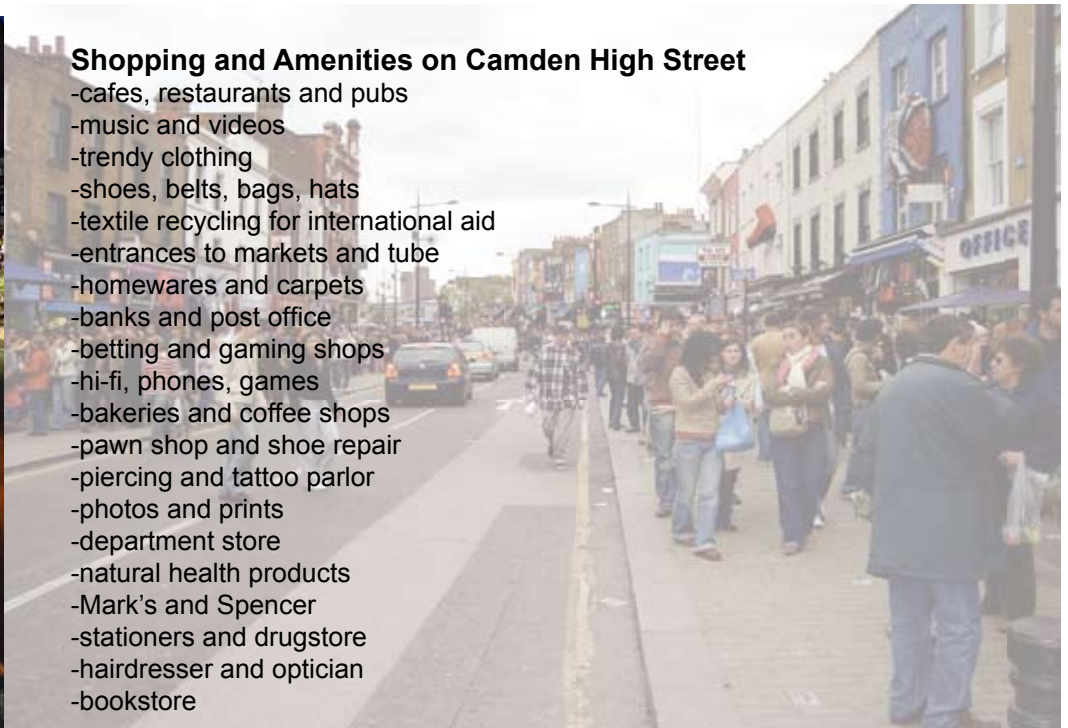 Shopping and Amenities on Camden High Street
-cafes, restaurants and pubs
-music and videos
-trendy clothing
-shoes, belts, bags, hats
-textile recycling for international aid
-entrances to markets and tube
-homewares and carpets
-banks and post office
-betting and gaming shops
-hi-fi, phones, games
-bakeries and coffee shops
-pawn shop and shoe repair
-piercing and tattoo parlor
-photos and prints
-department store
-natural health products
-Mark's and Spencer
-stationers and drugstore
-hairdresser and optician
-bookstore
OFFICE